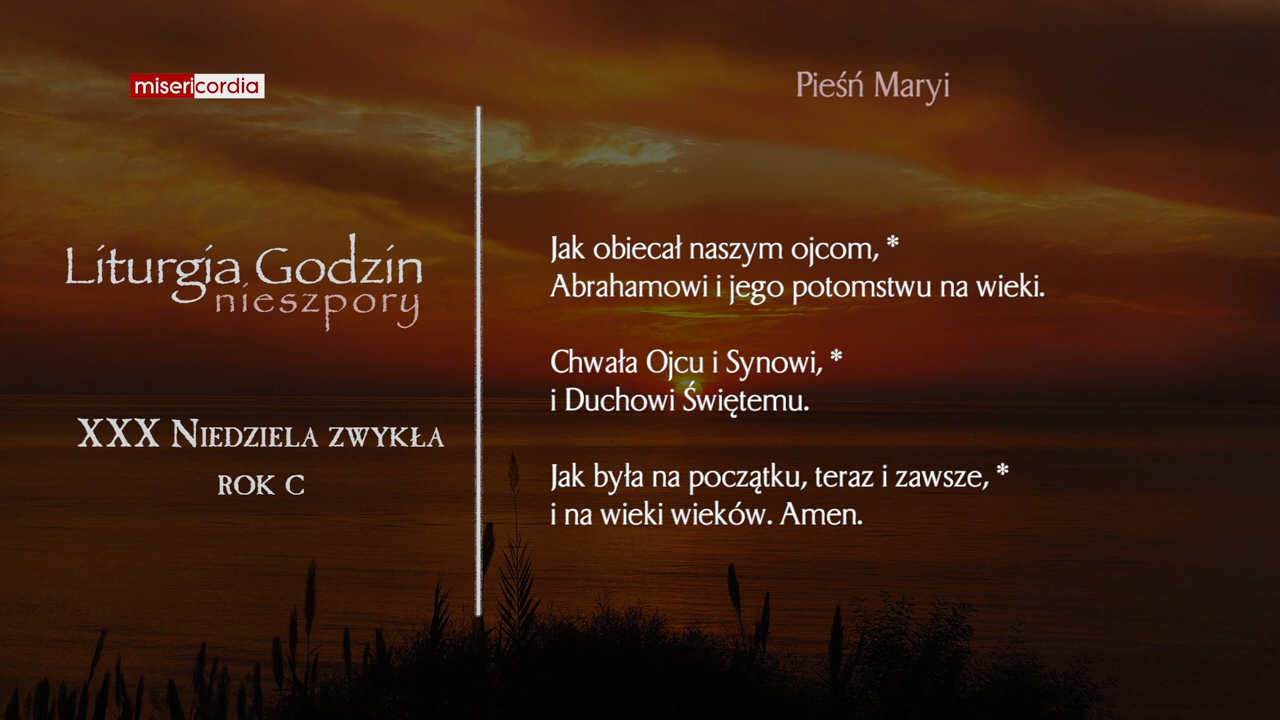 misericordia
Liturgia Godzin
nieszpory
XXX Niedziela zwykła
rok C
Pieśń Maryi
Jak obiecał naszym ojcom, *
Abrahamowi i jego potomstwu na wieki.
Chwała Ojcu i Synowi, *
i Duchowi Świętemu.
Jak była na początku, teraz i zawsze, *
i na wieki wieków. Amen.